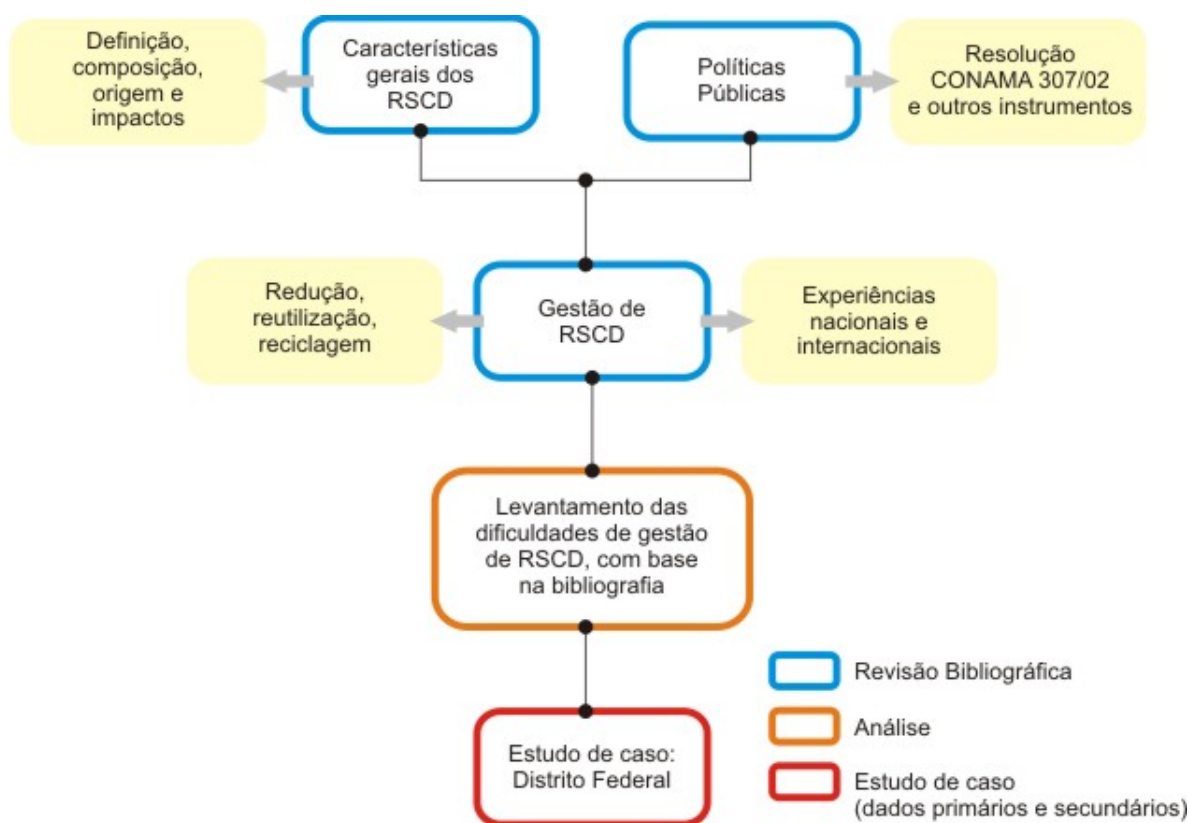 Definição,
composição,
origem e
impactos
Características
gerais dos
RSCD
Políticas
Públicas
Resolução
CONAMA 307/02
e outros instrumentos
Redução,
reutilização,
reciclagem
Gestão de
RSCD
Experiências
nacionais e
internacionais
Levantamento das
dificuldades de gestão
de RSCD, com base
na bibliografia
Estudo de caso:
Distrito Federal
Revisão Bibliográfica
Análise
Estudo de caso
(dados primários e secundários)